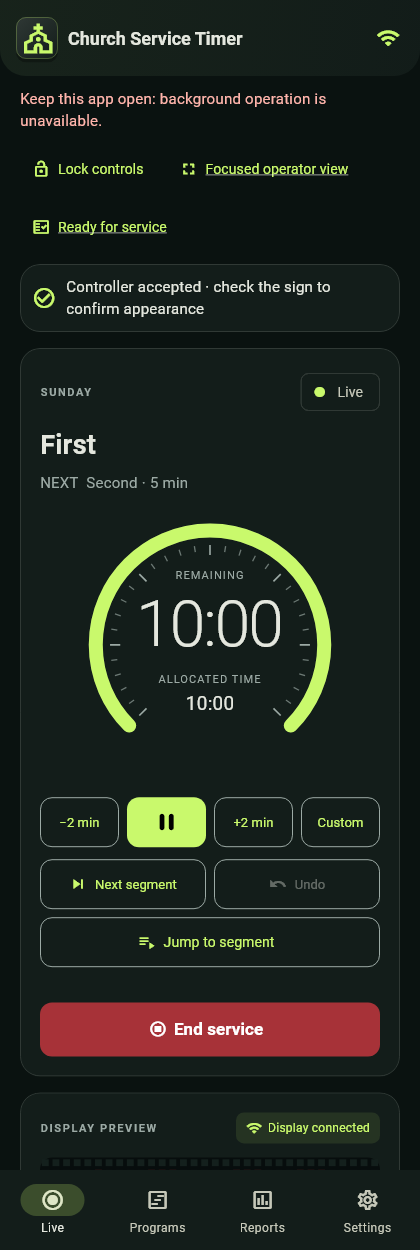 Church Service Timer
Keep this app open: background operation is
unavailable.
Lock controls
Focused operator view
Ready for service
Controller accepted · check the sign to
confirm appearance
SUNDAY
Live
First
NEXT Second · 5 min
REMAINING
10:00
ALLOCATED TIME
10:00
−2 min
+2 min
Custom
Next segment
Undo
Jump to segment
End service
DISPLAY PREVIEW
Display connected
Live
Programs
Reports
Settings